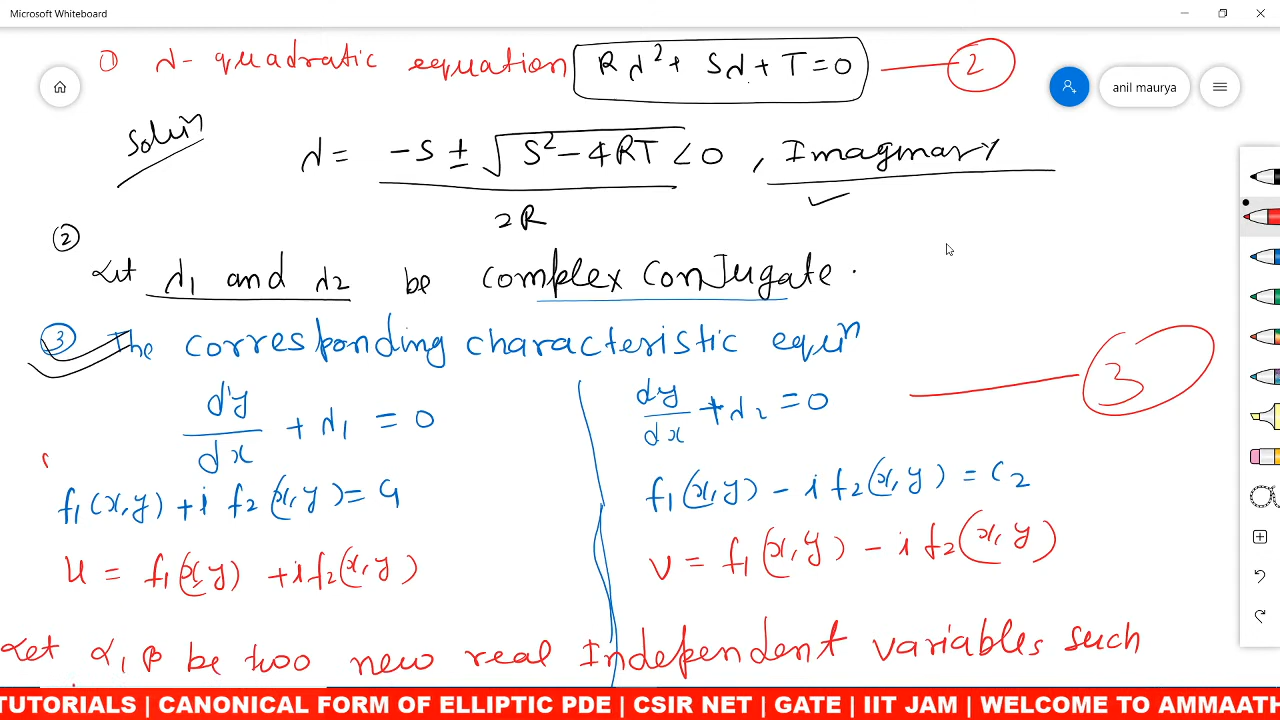 Microsoft Whiteboard
① λ- quadratic equation Rλ² + Sλ + T = 0 — ②
anil maurya
Soluᵢⁿ λ = (-S ± √(S² - 4RT) < 0) / 2R , Imaginary
②
Let λ₁ and λ₂ be complex conjugate.
③ The corresponding characteristic equⁿ
dy/dx + λ₁ = 0
f₁(x,y) + i f₂(x,y) = C₁
u = f₁(x,y) + i f₂(x,y)
dy/dx + λ₂ = 0 — ③
f₁(x,y) - i f₂(x,y) = C₂
v = f₁(x,y) - i f₂(x,y)
Let α, β be two new real Independent variables such
TUTORIALS | CANONICAL FORM OF ELLIPTIC PDE | CSIR NET | GATE | IIT JAM | WELCOME TO AMMAATH